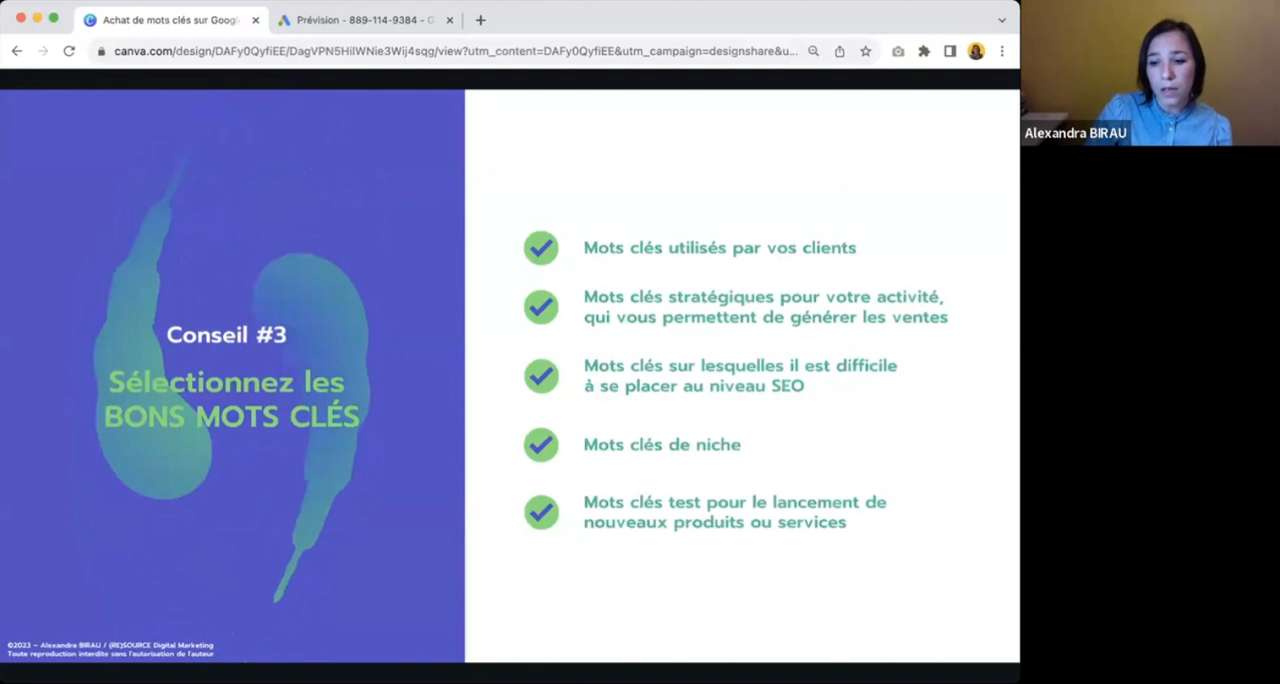 Achat de mots clés sur Googl
Prévision - 889-114-9384 - G
canva.com/design/DAFy0QyfiEE/DagVPN5HilWNie3Wij4sqg/view?utm_content=DAFy0QyfiEE&utm_campaign=designshare&u...
Alexandra BIRAU
Conseil #3
Sélectionnez les
BONS MOTS CLÉS
Mots clés utilisés par vos clients
Mots clés stratégiques pour votre activité,
qui vous permettent de générer les ventes
Mots clés sur lesquelles il est difficile
à se placer au niveau SEO
Mots clés de niche
Mots clés test pour le lancement de
nouveaux produits ou services
©2023 – Alexandra BIRAU / (RE)SOURCE Digital Marketing
Toute reproduction interdite sans l'autorisation de l'auteur